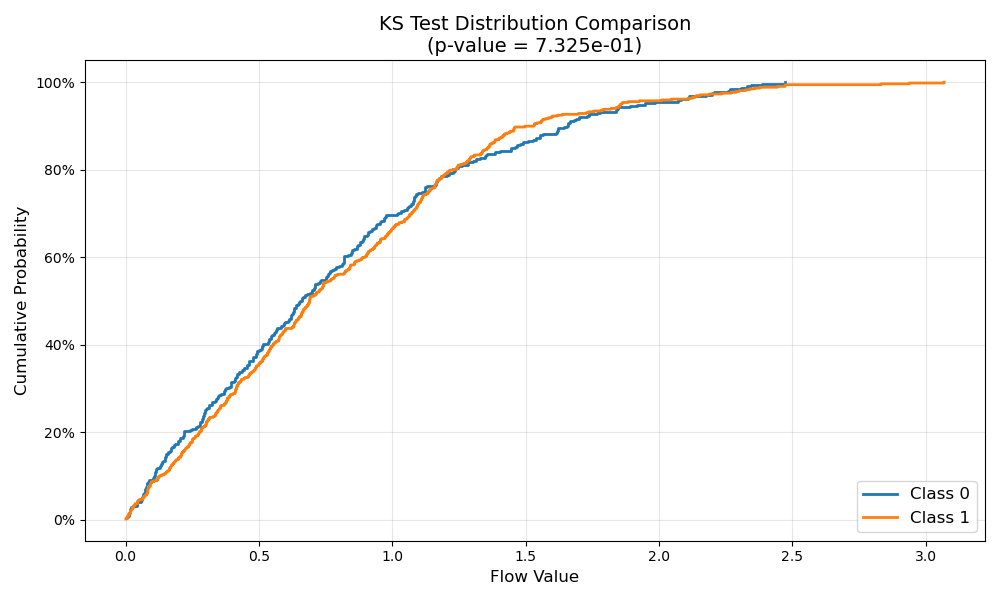 KS Test Distribution Comparison
(p-value = 7.325e-01)
Cumulative Probability
100%
80%
60%
40%
20%
0%
Class 0
Class 1
0.0
0.5
1.0
1.5
2.0
2.5
3.0
Flow Value